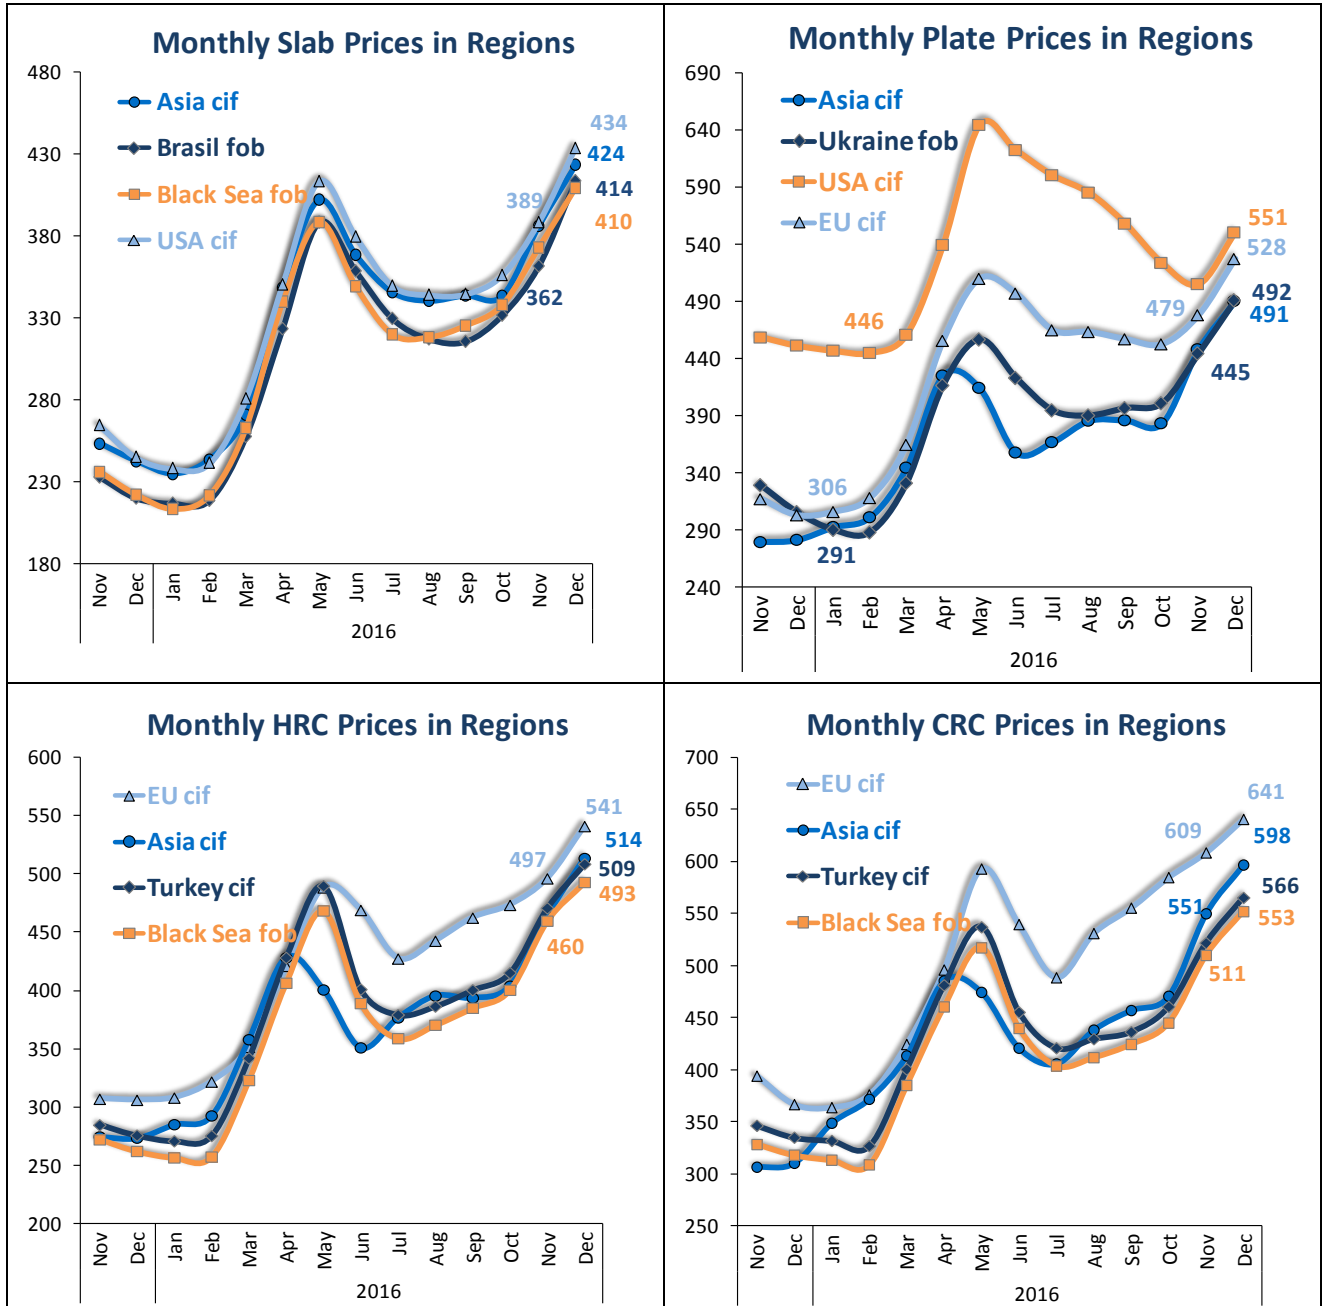 Monthly Slab Prices in Regions
480
430
380
330
280
230
180
Asia cif
Brasil fob
Black Sea fob
USA cif
434
424
389
414
410
362
Nov Dec Jan Feb Mar Apr May Jun Jul Aug Sep Oct Nov Dec
2016
Monthly Plate Prices in Regions
690
640
590
540
490
440
390
340
290
240
Asia cif
Ukraine fob
USA cif
EU cif
551
528
492
479
491
446
445
306
291
Nov Dec Jan Feb Mar Apr May Jun Jul Aug Sep Oct Nov Dec
2016
Monthly HRC Prices in Regions
600
550
500
450
400
350
300
250
200
EU cif
Asia cif
Turkey cif
Black Sea fob
541
514
497
509
493
460
Nov Dec Jan Feb Mar Apr May Jun Jul Aug Sep Oct Nov Dec
2016
Monthly CRC Prices in Regions
700
650
600
550
500
450
400
350
300
250
EU cif
Asia cif
Turkey cif
Black Sea fob
641
609
598
566
551
553
511
Nov Dec Jan Feb Mar Apr May Jun Jul Aug Sep Oct Nov Dec
2016